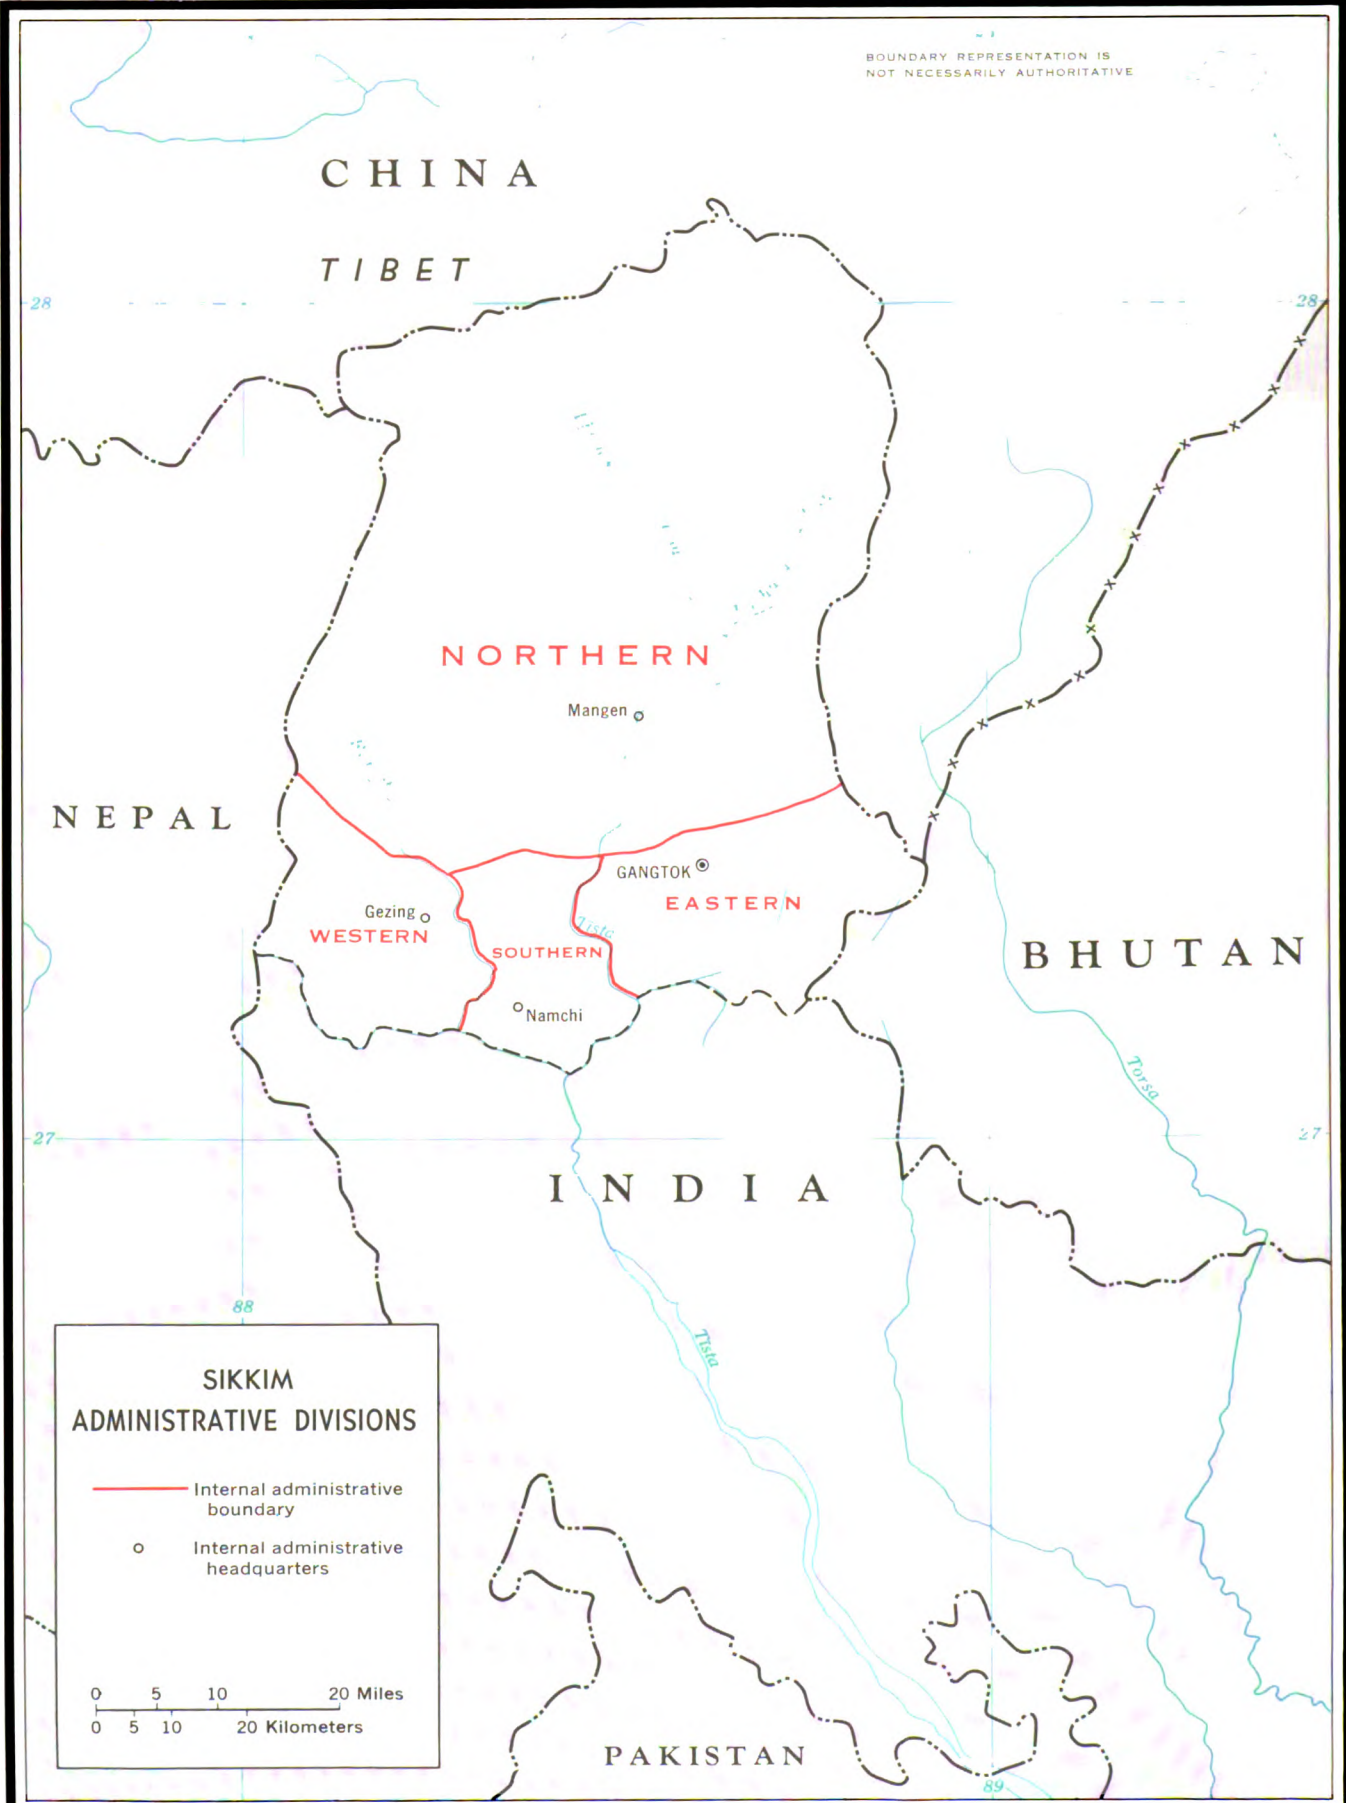 BOUNDARY REPRESENTATION IS
NOT NECESSARILY AUTHORITATIVE
CHINA
TIBET
28
28
NORTHERN
Mangen
NEPAL
GANGTOK
EASTERN
Gezing
WESTERN
Tista
SOUTHERN
BHUTAN
Namchi
Torsa
27
27
INDIA
88
Tista
SIKKIM
ADMINISTRATIVE DIVISIONS
Internal administrative
boundary
Internal administrative
headquarters
0 5 10 20 Miles
0 5 10 20 Kilometers
PAKISTAN
89